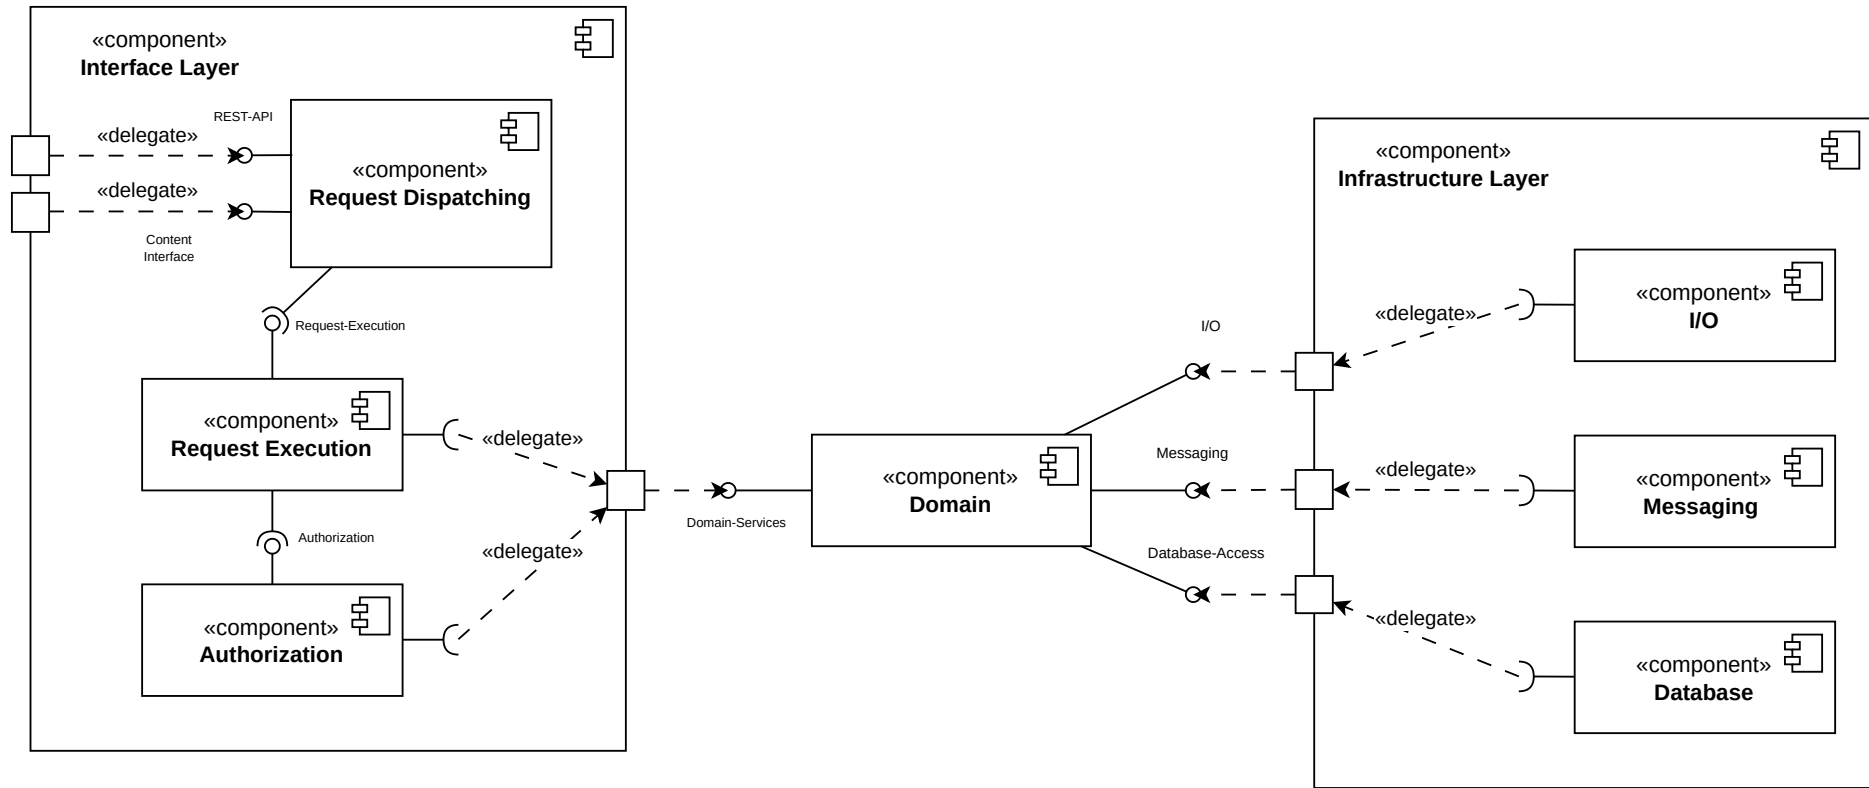 «component»
Interface Layer
REST-API
«delegate»
«component»
Request Dispatching
«delegate»
Content
Interface
Request-Execution
«component»
Request Execution
«delegate»
Authorization
«delegate»
«component»
Authorization
Domain-Services
«component»
Domain
I/O
Messaging
Database-Access
«component»
Infrastructure Layer
«delegate»
«component»
I/O
«delegate»
«component»
Messaging
«delegate»
«component»
Database